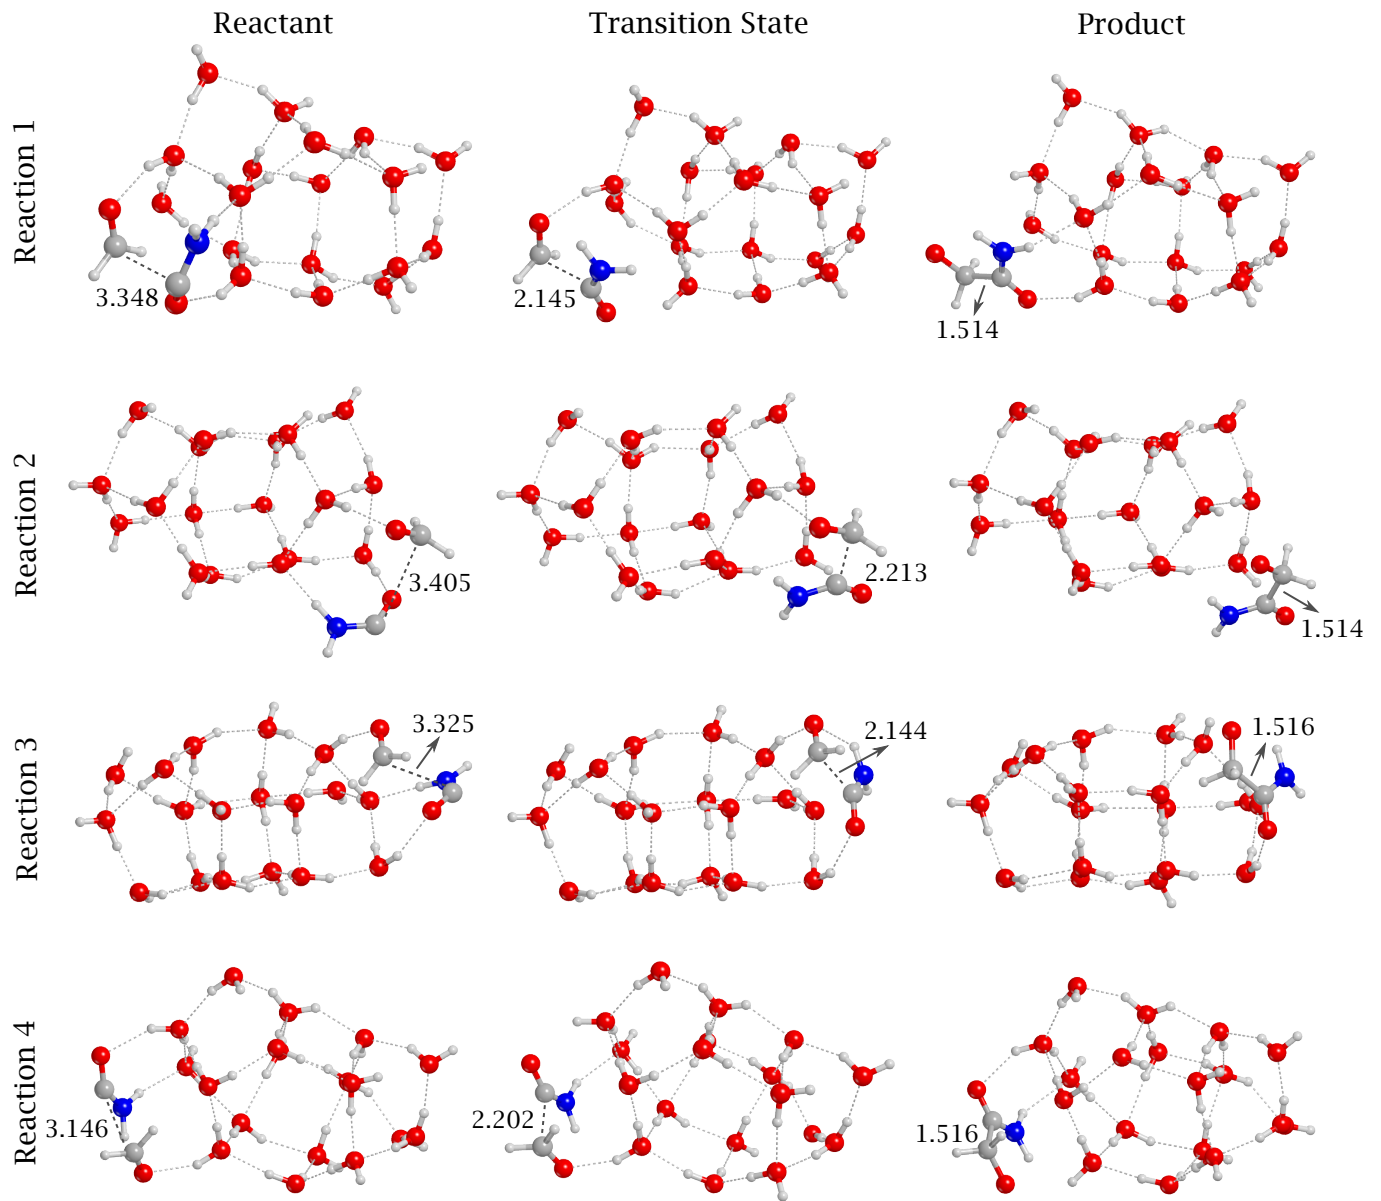 Reactant Transition State Product
Reaction 1
3.348
2.145
1.514
Reaction 2
3.405
2.213
1.514
Reaction 3
3.325
2.144
1.516
Reaction 4
3.146
2.202
1.516